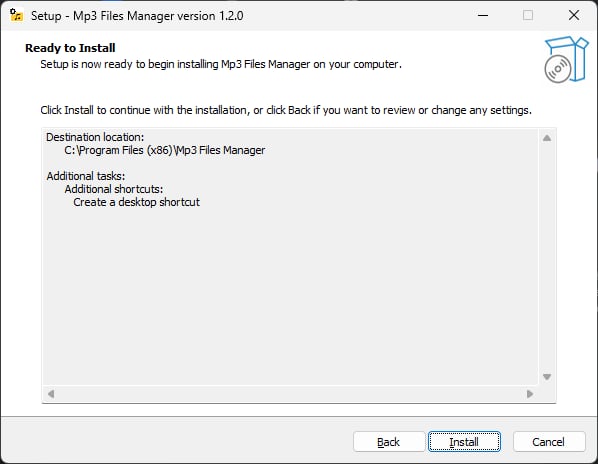 Setup - Mp3 Files Manager version 1.2.0
Ready to Install
Setup is now ready to begin installing Mp3 Files Manager on your computer.
Click Install to continue with the installation, or click Back if you want to review or change any settings.
Destination location:
C:\Program Files (x86)\Mp3 Files Manager
Additional tasks:
Additional shortcuts:
Create a desktop shortcut
Back
Install
Cancel